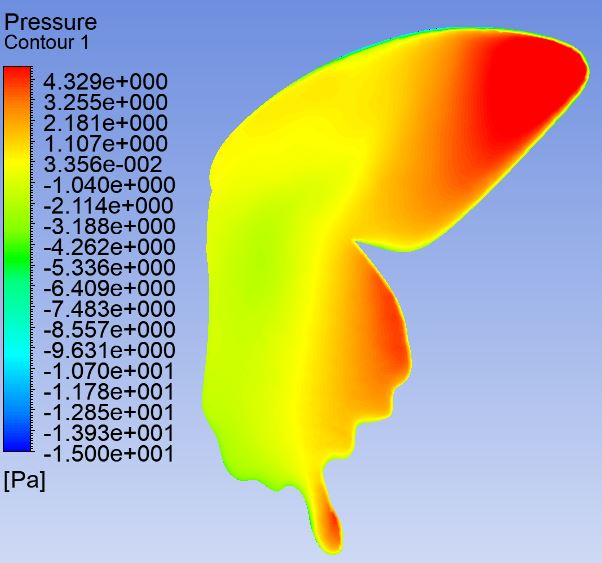 Pressure
Contour 1
4.329e+000
3.255e+000
2.181e+000
1.107e+000
3.356e-002
-1.040e+000
-2.114e+000
-3.188e+000
-4.262e+000
-5.336e+000
-6.409e+000
-7.483e+000
-8.557e+000
-9.631e+000
-1.070e+001
-1.178e+001
-1.285e+001
-1.393e+001
-1.500e+001
[Pa]